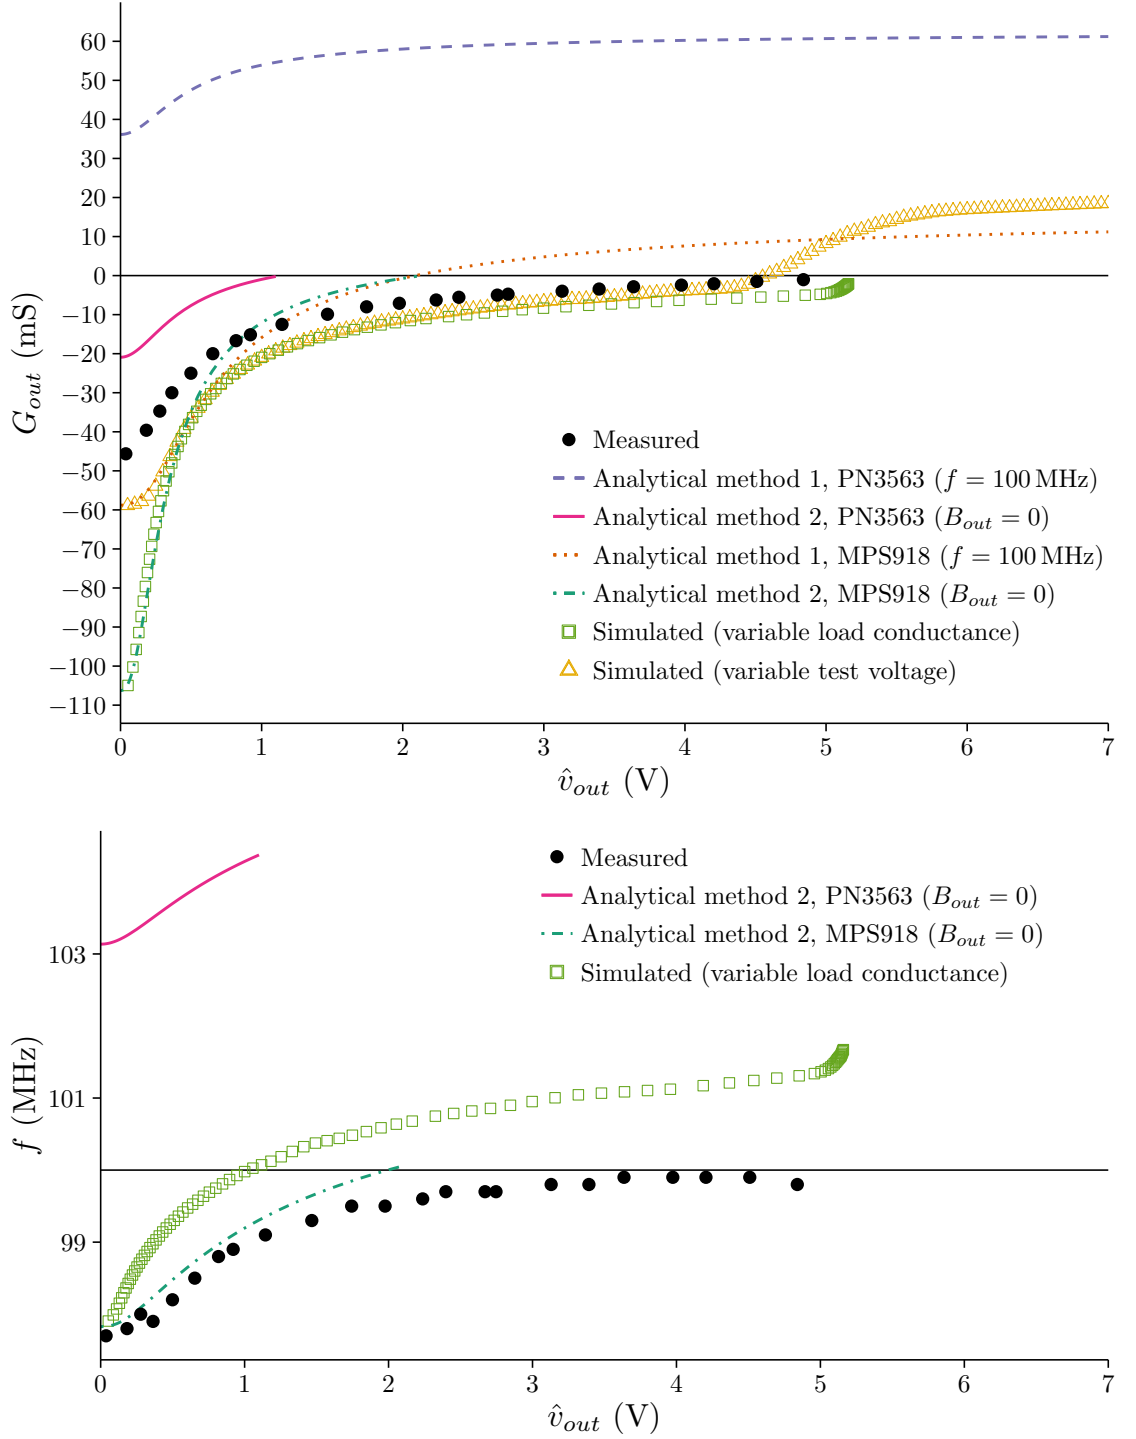 60
50
40
30
20
10
0
−10
−20
−30
−40
−50
−60
−70
−80
−90
−100
−110
G_out (mS)
Measured
Analytical method 1, PN3563 (f = 100 MHz)
Analytical method 2, PN3563 (B_out = 0)
Analytical method 1, MPS918 (f = 100 MHz)
Analytical method 2, MPS918 (B_out = 0)
Simulated (variable load conductance)
Simulated (variable test voltage)
0 1 2 3 4 5 6 7
v̂_out (V)
Measured
Analytical method 2, PN3563 (B_out = 0)
Analytical method 2, MPS918 (B_out = 0)
Simulated (variable load conductance)
103
101
99
f (MHz)
0 1 2 3 4 5 6 7
v̂_out (V)